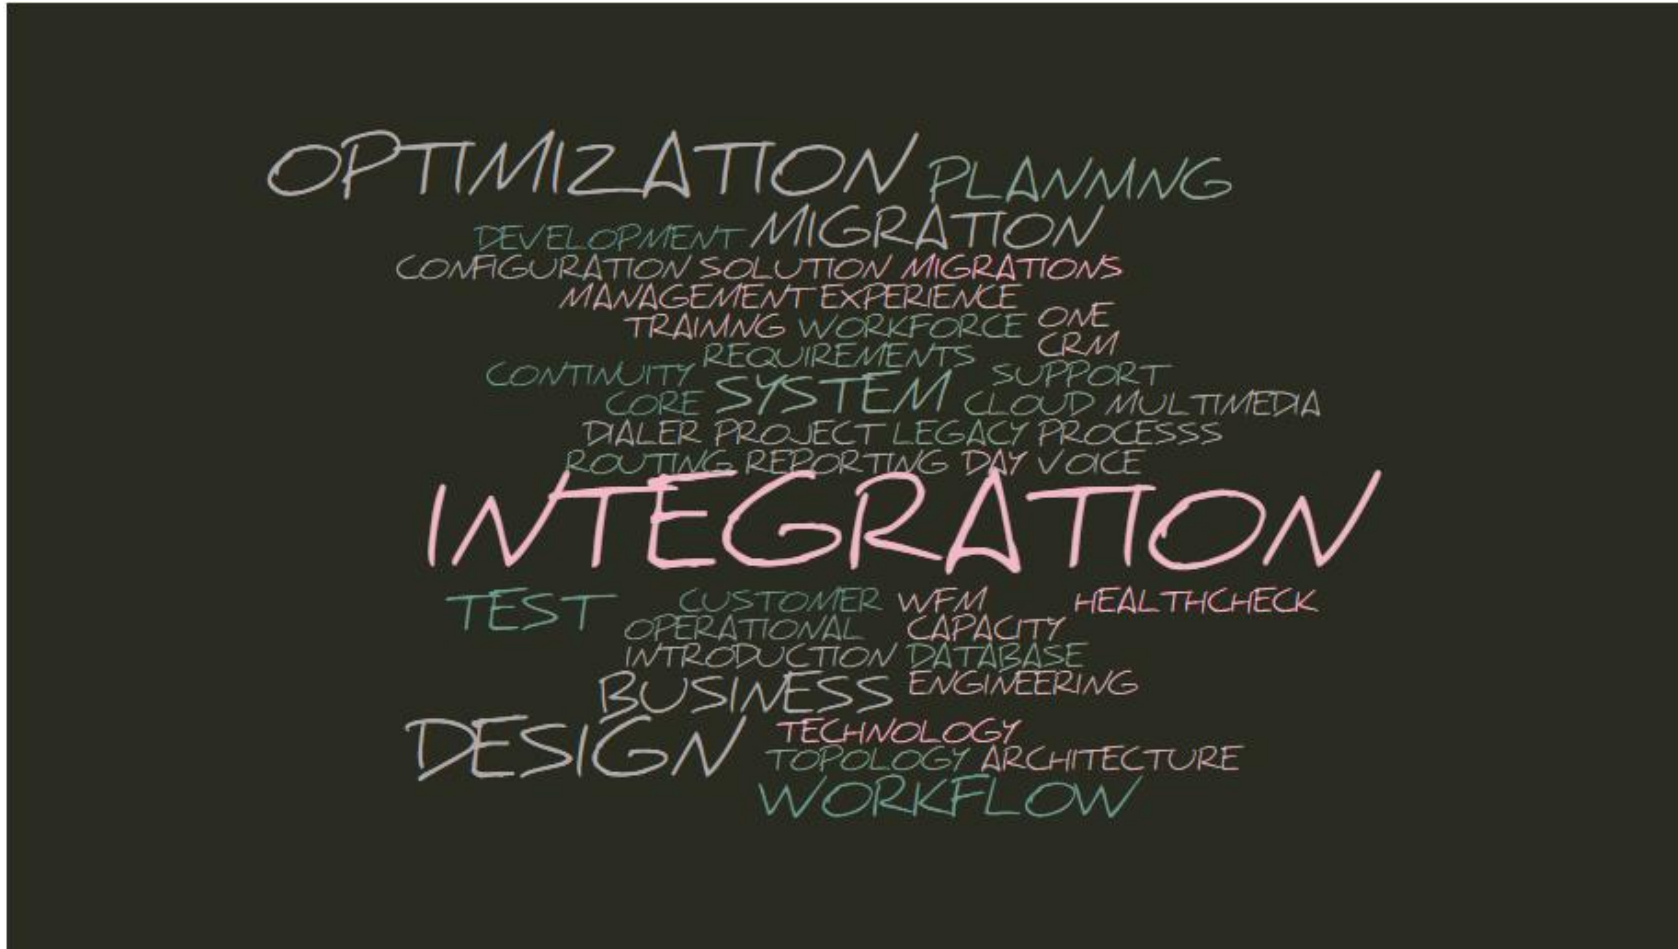 OPTIMIZATION PLANNING
DEVELOPMENT MIGRATION
CONFIGURATION SOLUTION MIGRATIONS
MANAGEMENT EXPERIENCE
TRAINING WORKFORCE ONE
REQUIREMENTS CRM
CONTINUITY SUPPORT
CORE SYSTEM CLOUD MULTIMEDIA
DIALER PROJECT LEGACY PROCESSS
ROUTING REPORTING DAY VOICE
INTEGRATION
TEST CUSTOMER WFM HEALTHCHECK
OPERATIONAL CAPACITY
INTRODUCTION DATABASE
BUSINESS ENGINEERING
DESIGN TECHNOLOGY
TOPOLOGY ARCHITECTURE
WORKFLOW